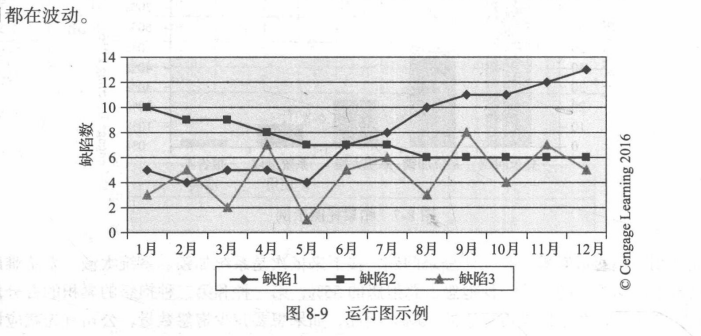 都在波动。
14
12
10
8
6
4
2
0
缺陷数
1月 2月 3月 4月 5月 6月 7月 8月 9月 10月 11月 12月
缺陷1 缺陷2 缺陷3
© Cengage Learning 2016
图 8-9 运行图示例